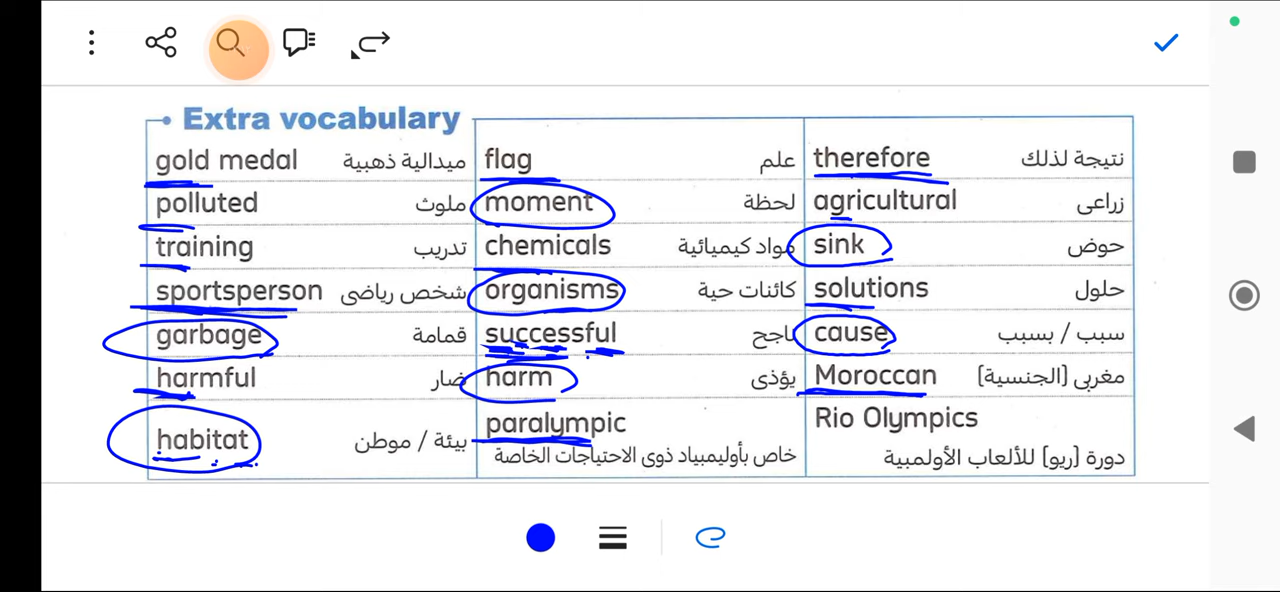 Extra vocabulary
gold medal ميدالية ذهبية flag علم therefore نتيجة لذلك
polluted ملوث moment لحظة agricultural زراعى
training تدريب chemicals مواد كيميائية sink حوض
sportsperson شخص رياضى organisms كائنات حية solutions حلول
garbage قمامة successful ناجح cause سبب / بسبب
harmful ضار harm يؤذى Moroccan مغربى (الجنسية)
habitat بيئة / موطن paralympic خاص بأوليمبياد ذوى الاحتياجات الخاصة Rio Olympics دورة (ريو) للألعاب الأولمبية